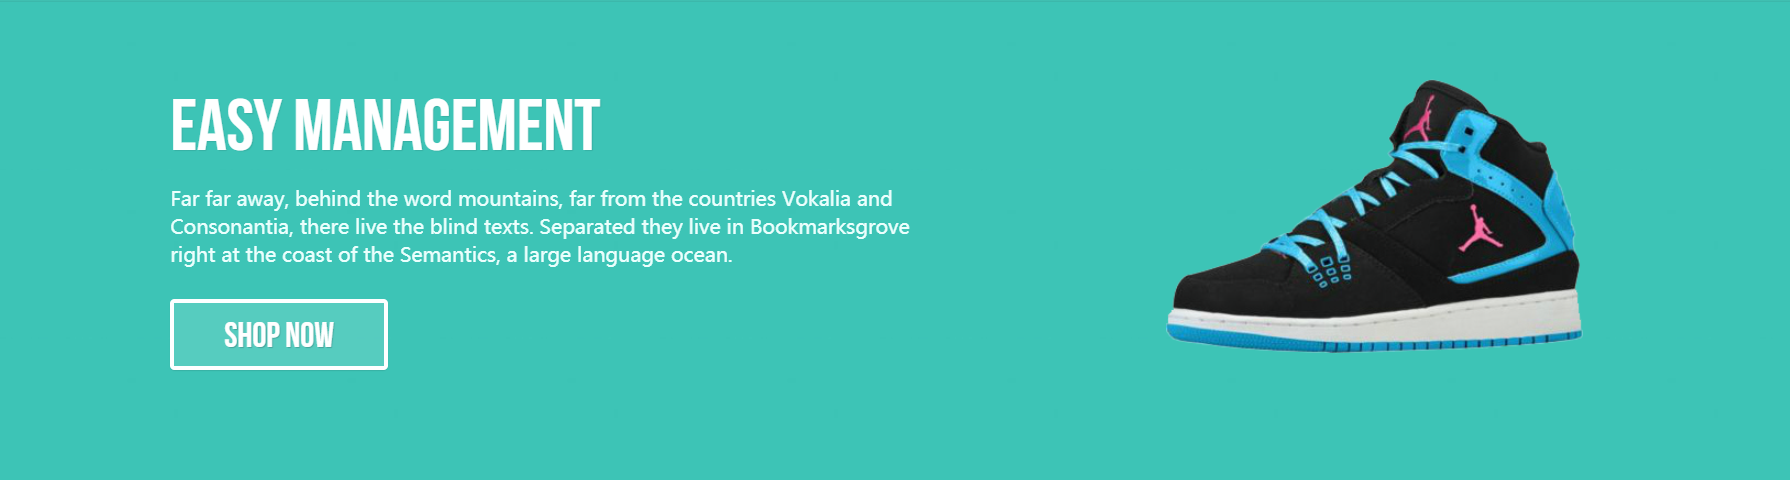 EASY MANAGEMENT
Far far away, behind the word mountains, far from the countries Vokalia and
Consonantia, there live the blind texts. Separated they live in Bookmarksgrove
right at the coast of the Semantics, a large language ocean.
SHOP NOW